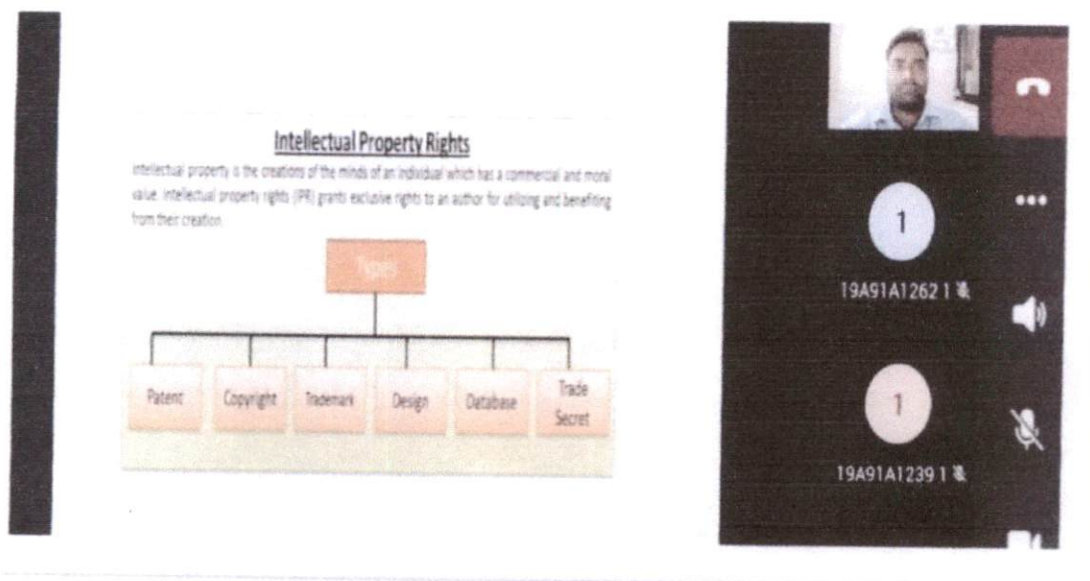 Intellectual Property Rights
Intellectual property is the creations of the minds of an individual which has a commercial and moral
value. Intellectual property rights (IPR) grants exclusive rights to an author for utilizing and benefiting
from their creation.
Types
Patent
Copyright
Trademark
Design
Database
Trade
Secret
1
19A91A1262 1
1
19A91A1239 1